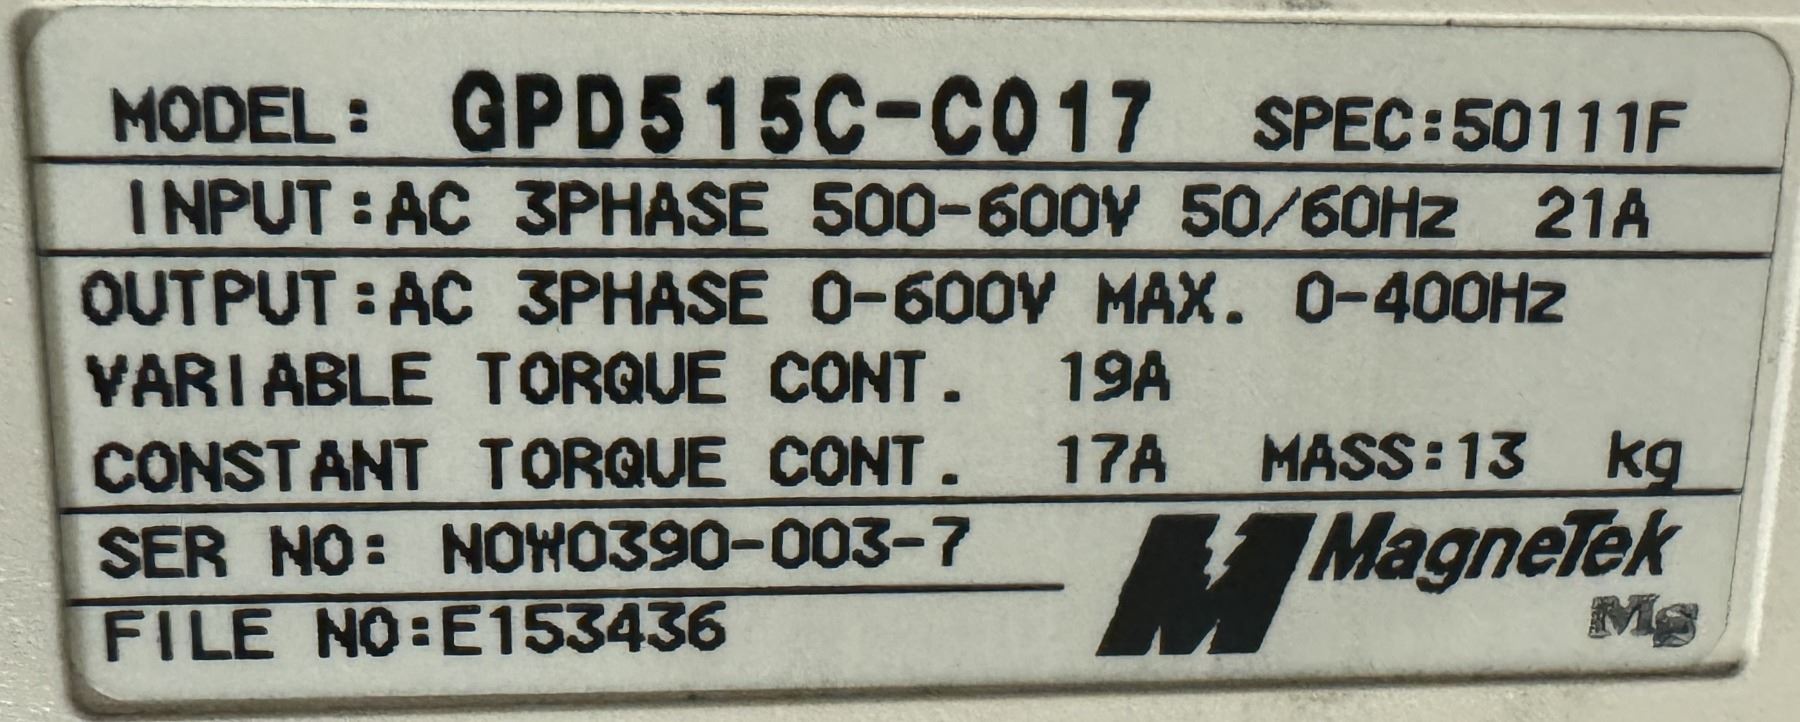 MODEL: GPD515C-C017 SPEC:50111F
INPUT:AC 3PHASE 500-600V 50/60Hz 21A
OUTPUT:AC 3PHASE 0-600V MAX. 0-400Hz
VARIABLE TORQUE CONT. 19A
CONSTANT TORQUE CONT. 17A MASS:13 kg
SER NO: NOW0390-003-7
FILE NO:E153436
MagneTek
MS